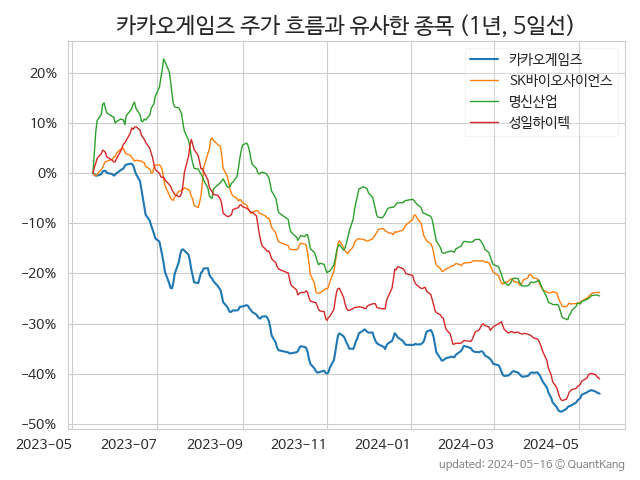 카카오게임즈 주가 흐름과 유사한 종목 (1년, 5일선)
카카오게임즈
SK바이오사이언스
명신산업
성일하이텍
20%
10%
0%
−10%
−20%
−30%
−40%
−50%
2023-05 2023-07 2023-09 2023-11 2024-01 2024-03 2024-05
updated: 2024-05-16 © QuantKang